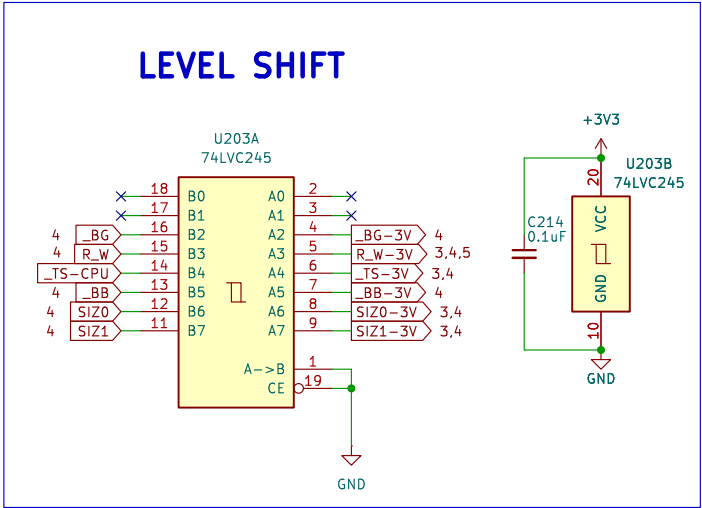 LEVEL SHIFT
U203A
74LVC245
18 B0 A0 2
17 B1 A1 3
4 _BG 16 B2 A2 4 _BG-3V 4
4 R_W 15 B3 A3 5 R_W-3V 3,4,5
_TS-CPU 14 B4 A4 6 _TS-3V 3,4
4 _BB 13 B5 A5 7 _BB-3V 4
4 SIZ0 12 B6 A6 8 SIZ0-3V 3,4
4 SIZ1 11 B7 A7 9 SIZ1-3V 3,4
A->B 1
CE 19
GND
+3V3
U203B
74LVC245
20
VCC
C214
0.1uF
GND
10
GND